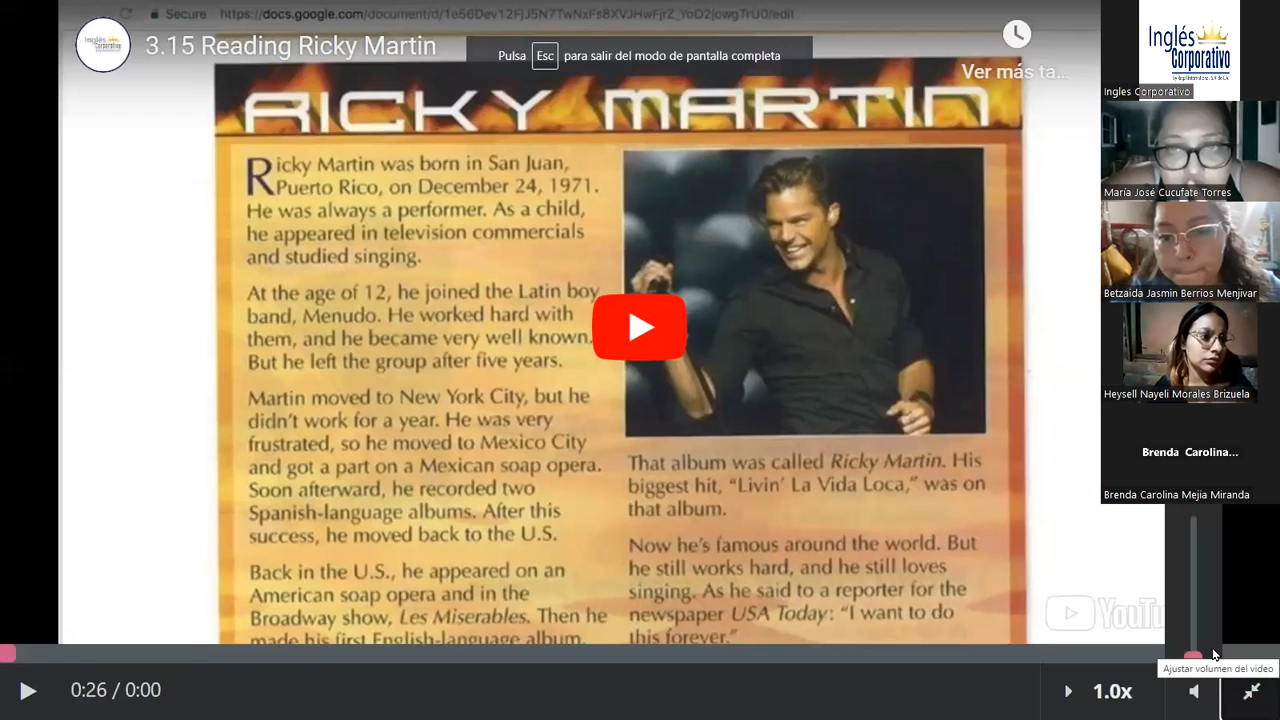 Secure
https://docs.google.com/document/d/1e56Dev12FJJ5N7TwNxFs8XVJHwFjrZ_YoD2jowgTrU0/edit
Inglés
Corporativo
3.15 Reading Ricky Martin
Pulsa Esc para salir del modo de pantalla completa
Ver más ta...
RICKY MARTIN
Ricky Martin was born in San Juan,
Puerto Rico, on December 24, 1971.
He was always a performer. As a child,
he appeared in television commercials
and studied singing.
At the age of 12, he joined the Latin boy
band, Menudo. He worked hard with
them, and he became very well known.
But he left the group after five years.
Martin moved to New York City, but he
didn't work for a year. He was very
frustrated, so he moved to Mexico City
and got a part on a Mexican soap opera.
Soon afterward, he recorded two
Spanish-language albums. After this
success, he moved back to the U.S.
Back in the U.S., he appeared on an
American soap opera and in the
Broadway show, Les Miserables. Then he
made his first English-language album.
That album was called Ricky Martin. His
biggest hit, "Livin' La Vida Loca," was on
that album.
Now he's famous around the world. But
he still works hard, and he still loves
singing. As he said to a reporter for the
newspaper USA Today: "I want to do
this forever."
YouTu
Inglés
Corporativo
Ingles Corporativo
María José Cucufate Torres
Betzaida Jasmin Berrios Menjivar
Heysell Nayeli Morales Brizuela
Brenda Carolina...
Brenda Carolina Mejia Miranda
Ajustar volumen del video
0:26 / 0:00
1.0x